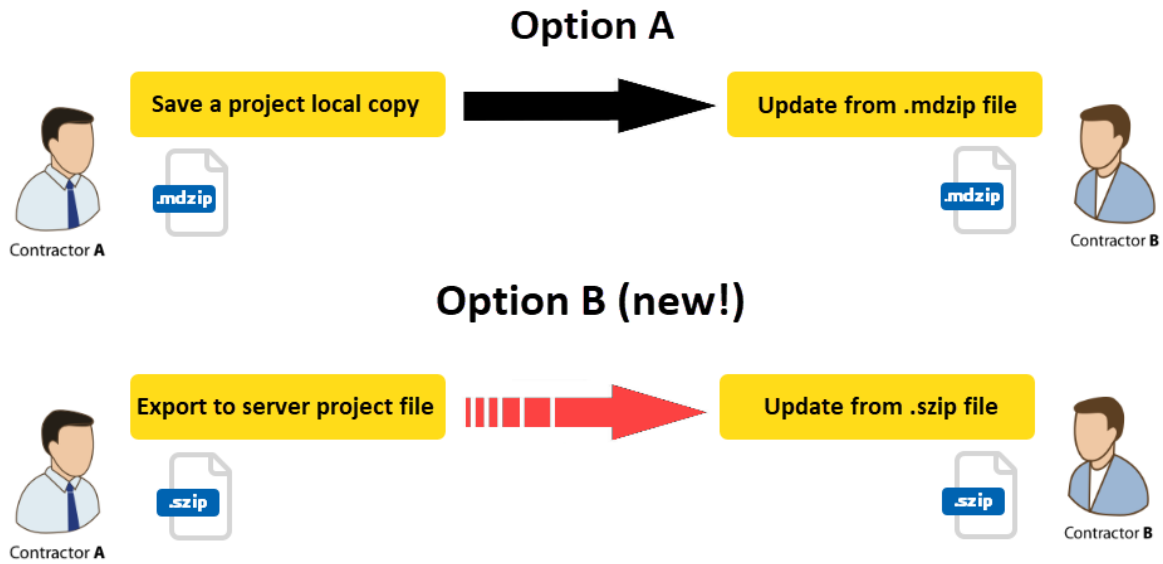 Option A
Save a project local copy
Update from .mdzip file
.mdzip
.mdzip
Contractor A
Contractor B
Option B (new!)
Export to server project file
Update from .szip file
.szip
.szip
Contractor A
Contractor B